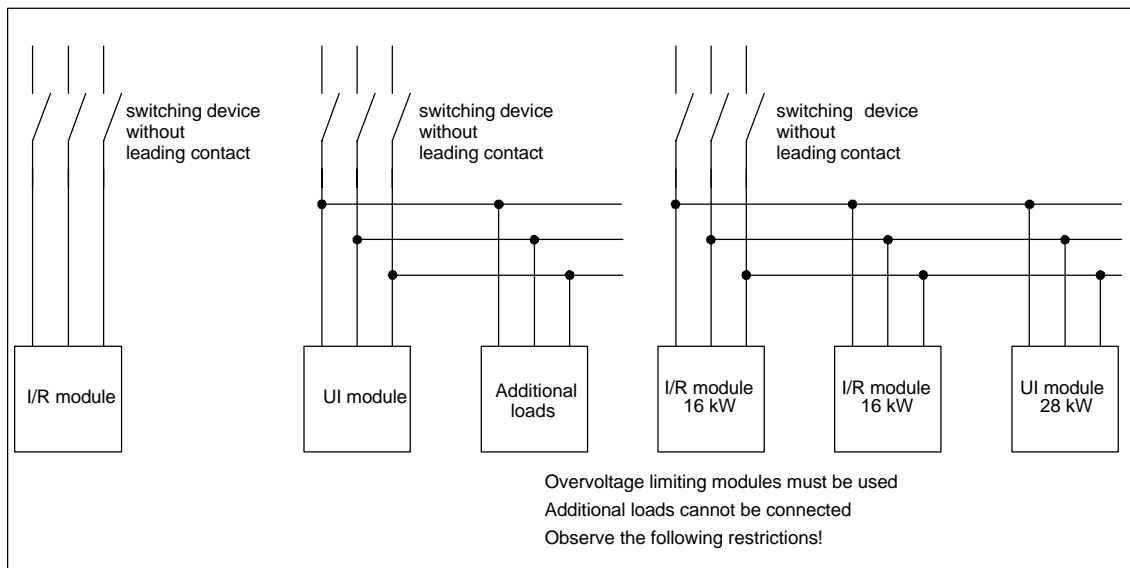 switching device
without
leading contact
switching device
without
leading contact
switching device
without
leading contact
I/R module
UI module
Additional
loads
I/R module
16 kW
I/R module
16 kW
UI module
28 kW
Overvoltage limiting modules must be used
Additional loads cannot be connected
Observe the following restrictions!